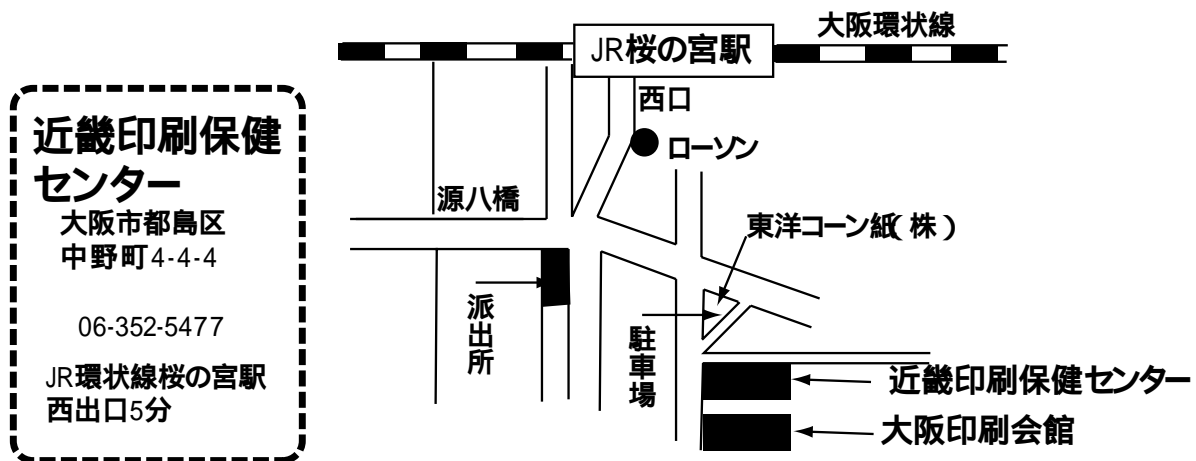 大阪環状線
JR桜の宮駅
西口
ローソン
近畿印刷保健
センター
大阪市都島区
中野町4-4-4
06-352-5477
JR環状線桜の宮駅
西出口5分
源八橋
東洋コーン紙(株)
派出所
駐車場
近畿印刷保健センター
大阪印刷会館